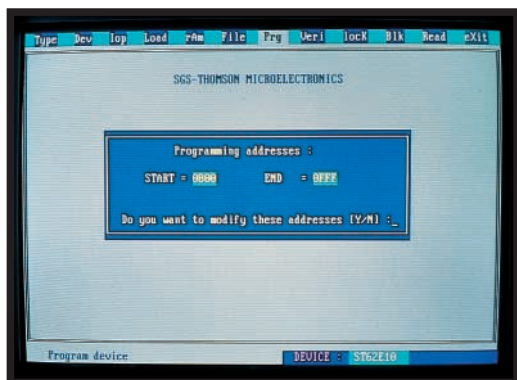 Type Dev Iop Load rAm File Prg Veri locK Blk Read eXit
SGS-THOMSON MICROELECTRONICS
Programming addresses :
START = 0800 END = 0FFF
Do you want to modify these addresses [Y/N] :_
Program device DEVICE : ST62E10